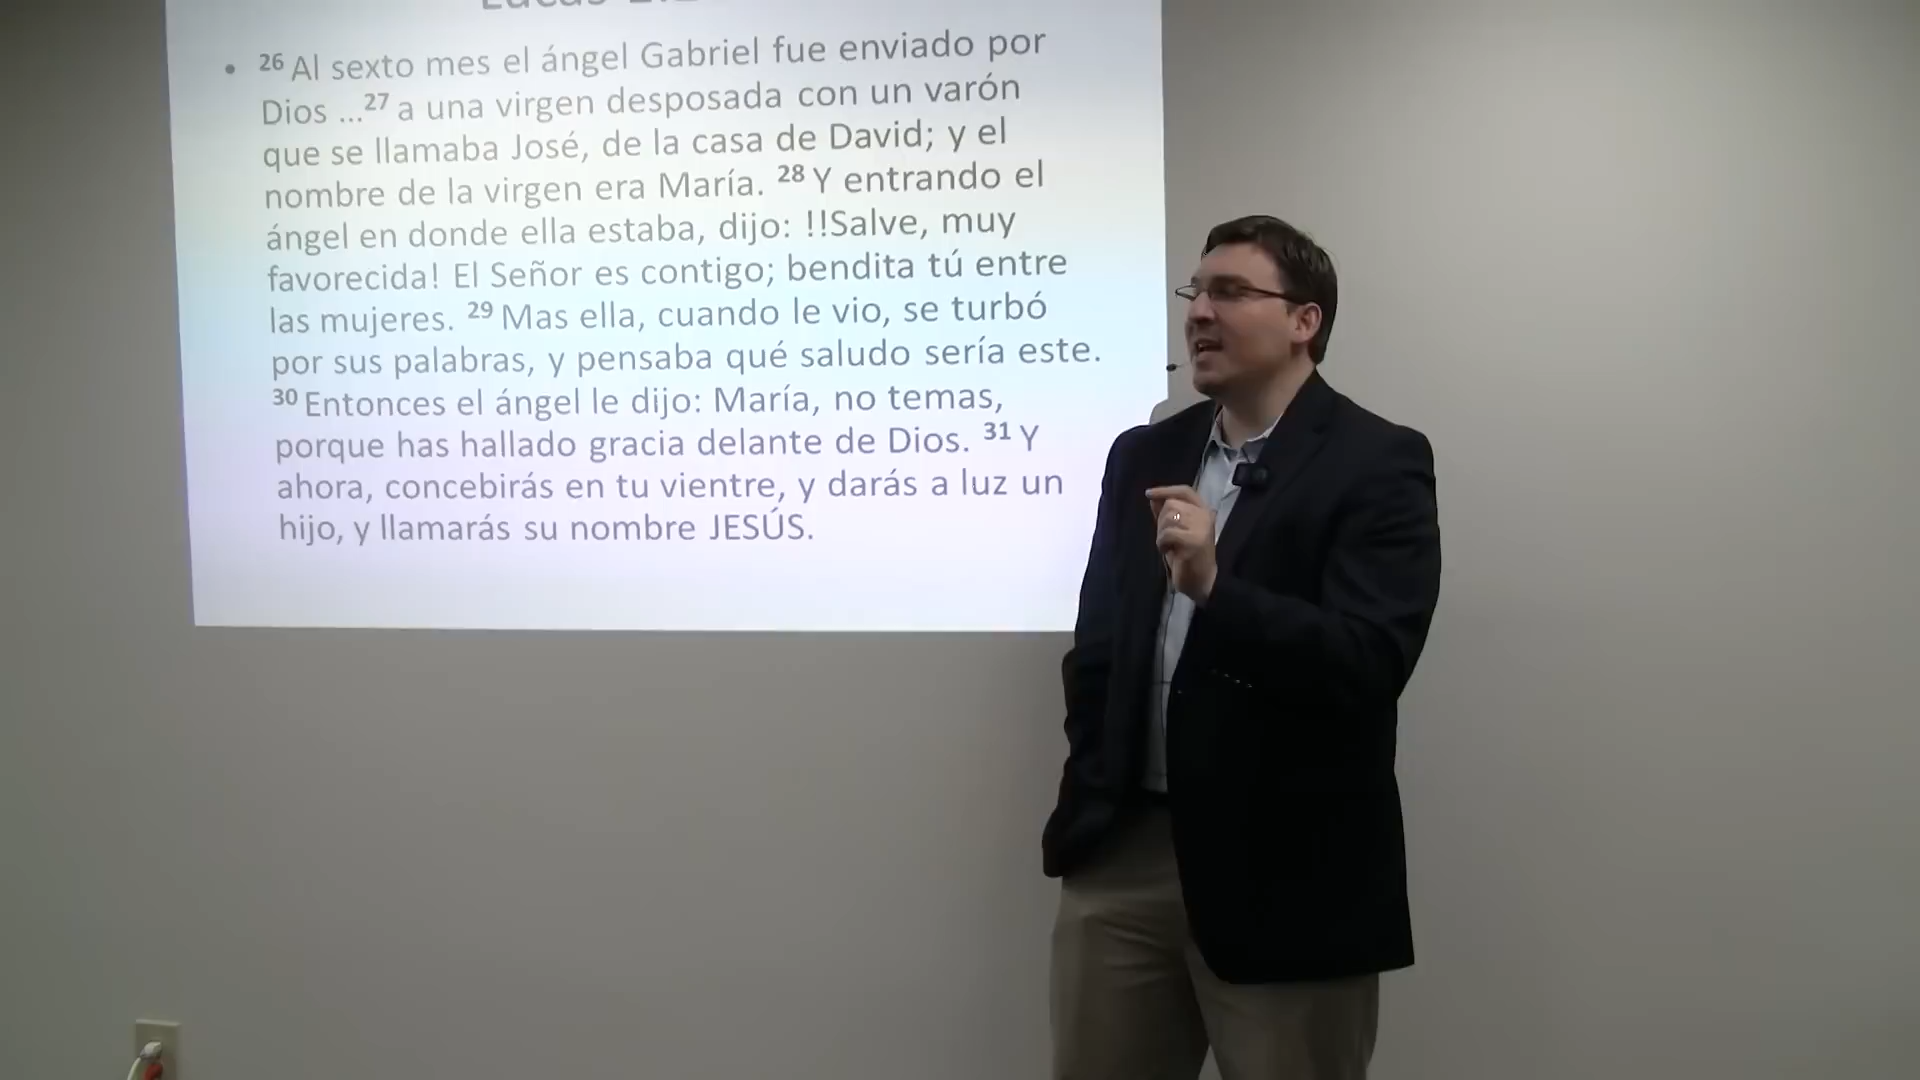 Lucas
• 26 Al sexto mes el ángel Gabriel fue enviado por
Dios ...27 a una virgen desposada con un varón
que se llamaba José, de la casa de David; y el
nombre de la virgen era María. 28 Y entrando el
ángel en donde ella estaba, dijo: !!Salve, muy
favorecida! El Señor es contigo; bendita tú entre
las mujeres. 29 Mas ella, cuando le vio, se turbó
por sus palabras, y pensaba qué saludo sería este.
30 Entonces el ángel le dijo: María, no temas,
porque has hallado gracia delante de Dios. 31 Y
ahora, concebirás en tu vientre, y darás a luz un
hijo, y llamarás su nombre JESÚS.